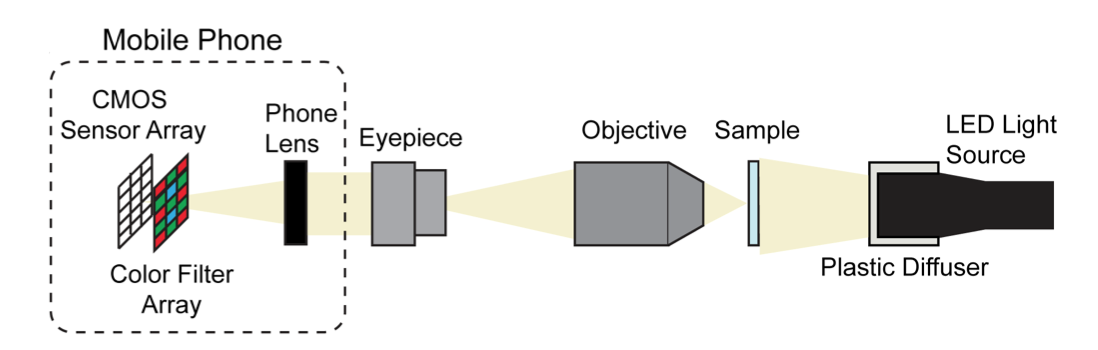 Mobile Phone
CMOS
Sensor Array
Phone
Lens
Eyepiece
Objective
Sample
LED Light
Source
Color Filter
Array
Plastic Diffuser